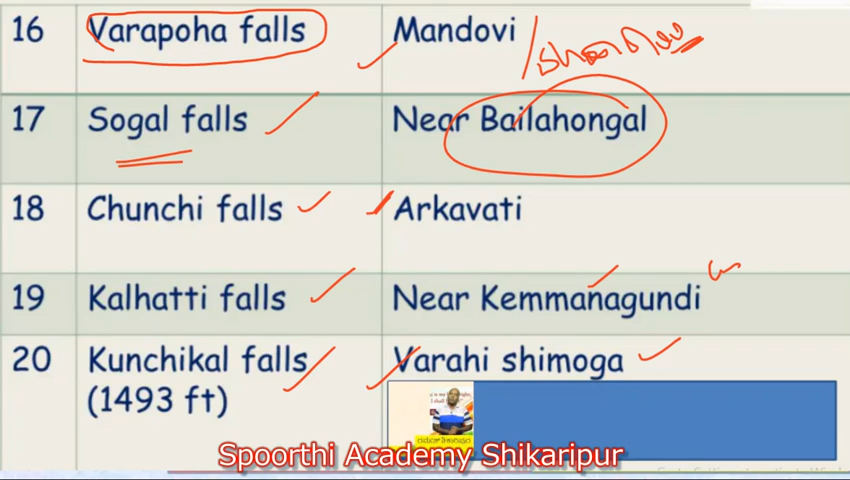 16 Varapoha falls Mandovi
17 Sogal falls Near Bailahongal
18 Chunchi falls Arkavati
19 Kalhatti falls Near Kemmanagundi
20 Kunchikal falls Varahi shimoga
(1493 ft)
Spoorthi Academy Shikaripur